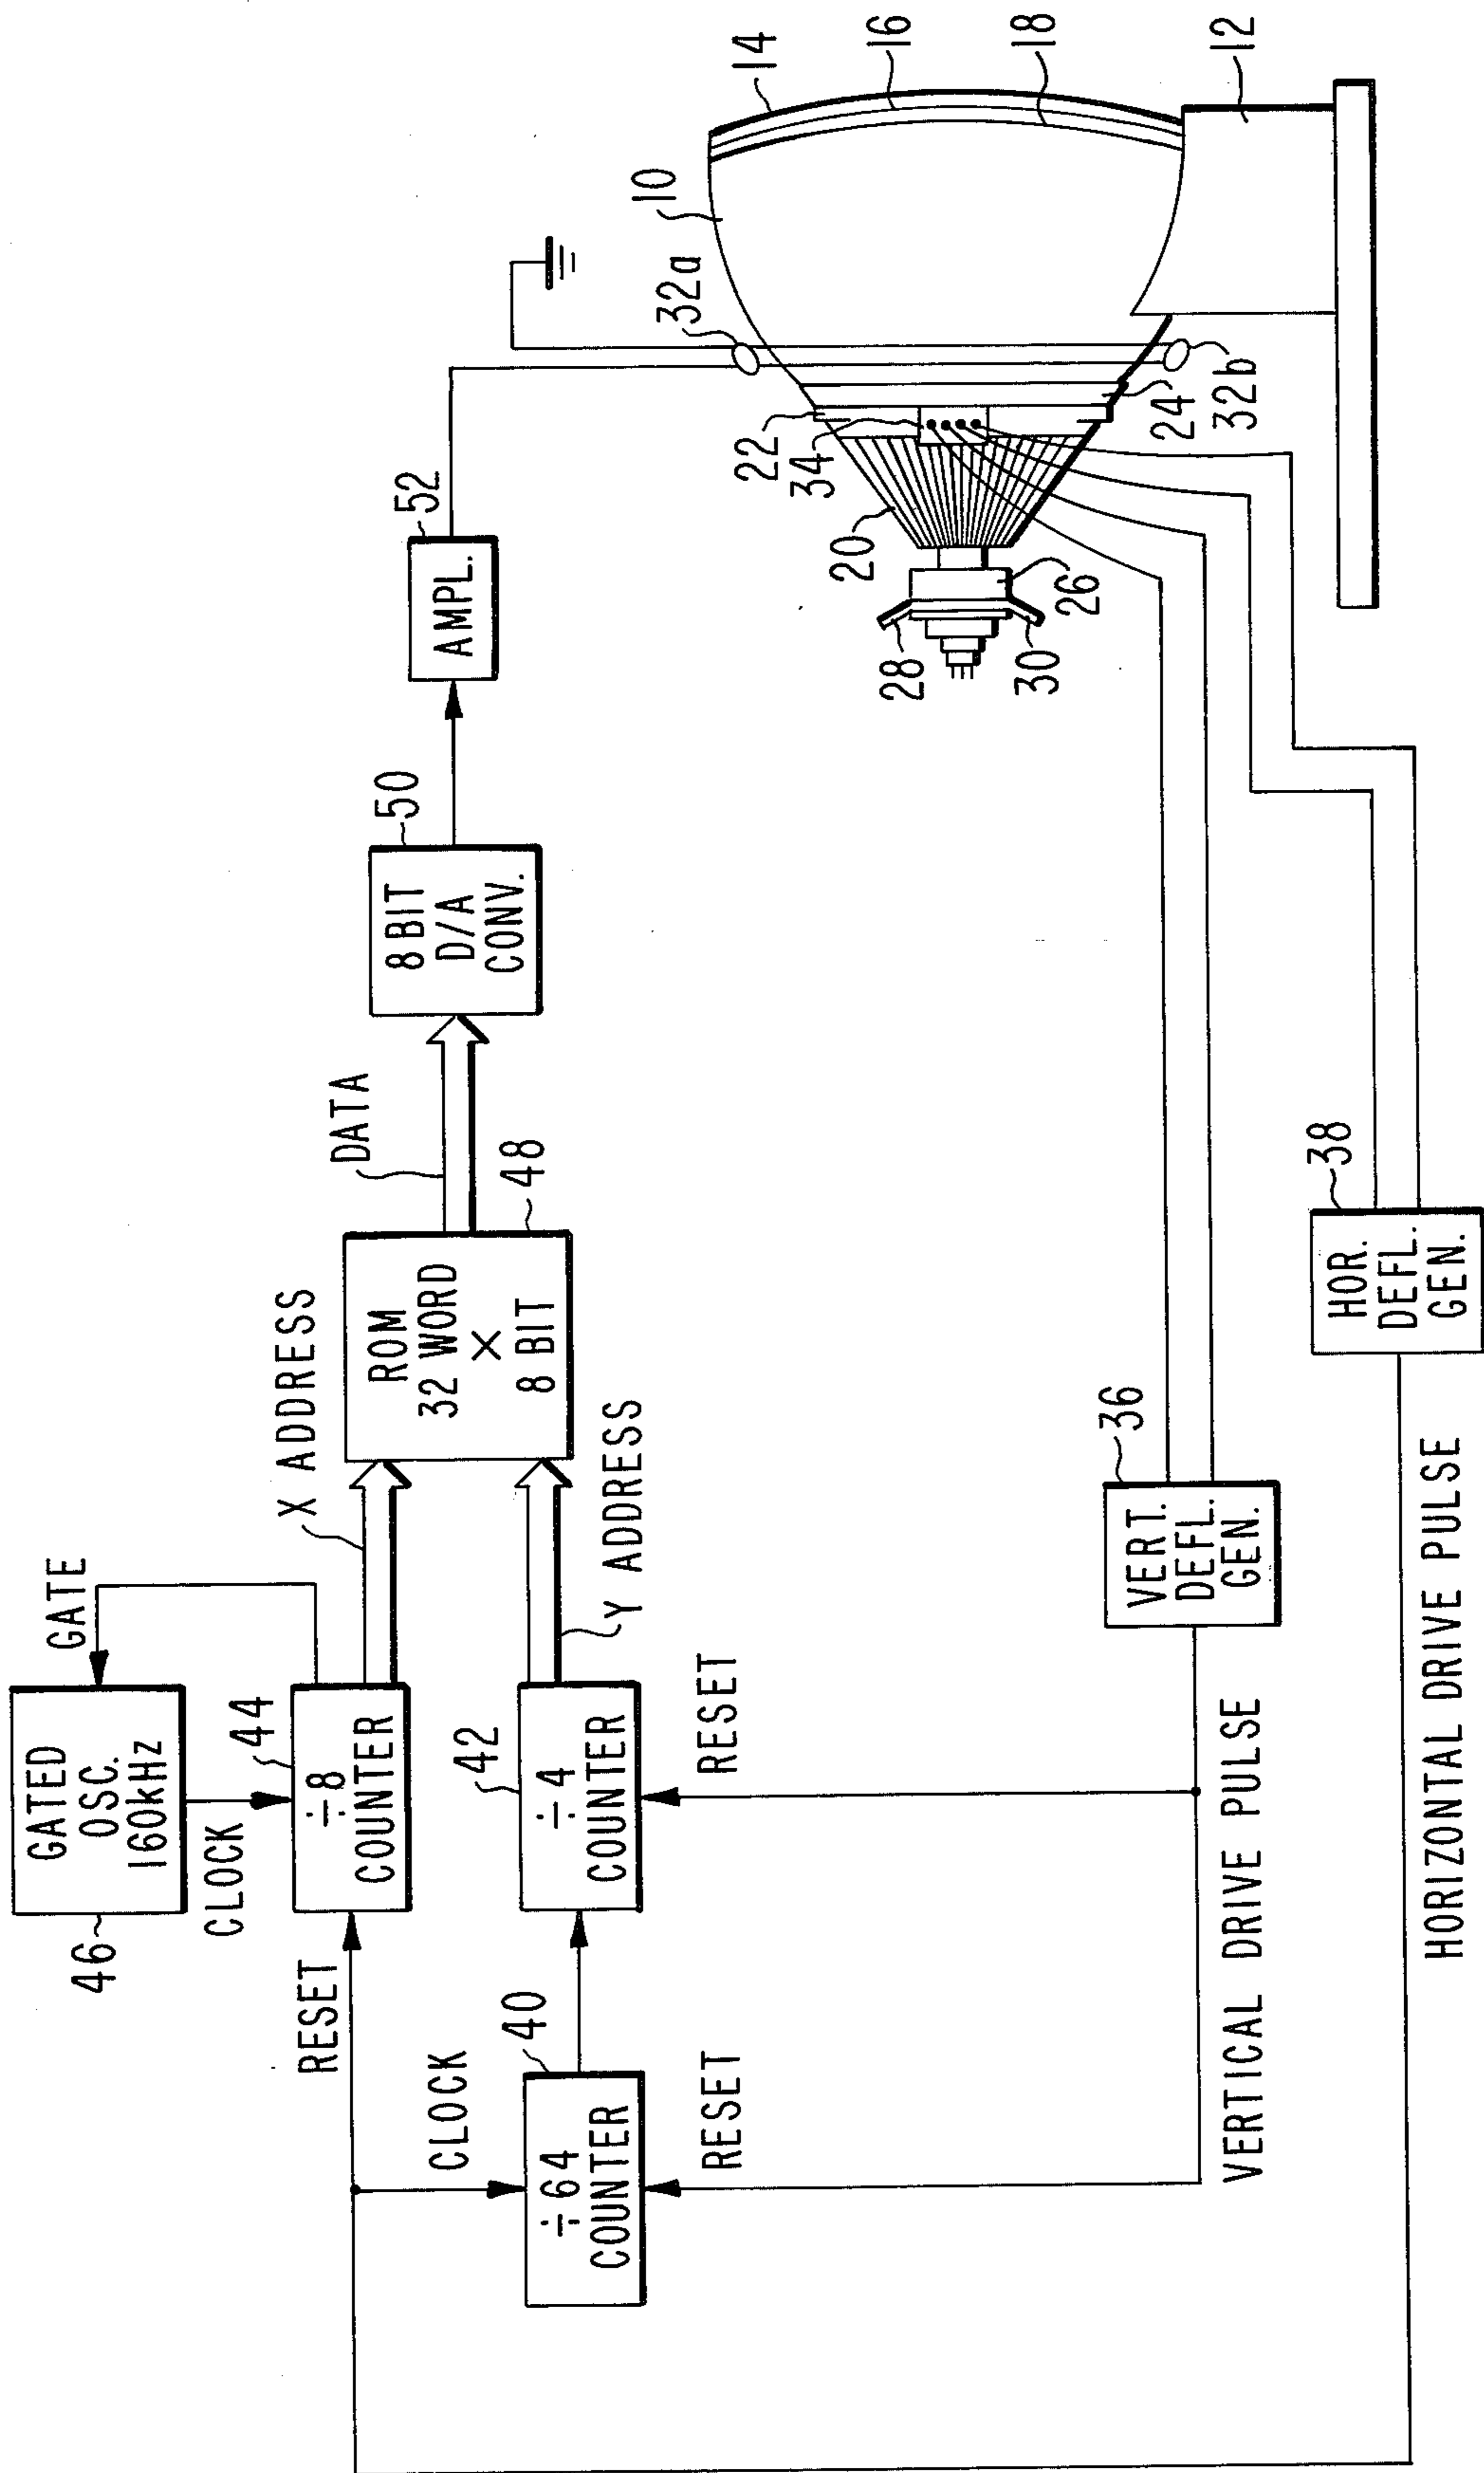 GATED
OSC.
160kHz
46
GATE
CLOCK
44
÷8
COUNTER
RESET
X ADDRESS
CLOCK
40
÷64
COUNTER
RESET
42
÷4
COUNTER
RESET
Y ADDRESS
ROM
32 WORD
X
8 BIT
48
DATA
8 BIT
D/A
CONV.
50
AMPL.
52
VERTICAL DRIVE PULSE
VERT.
DEFL.
GEN.
36
HORIZONTAL DRIVE PULSE
HOR.
DEFL.
GEN.
38
28
30
26
20
22
34
24
32b
32a
10
14
16
18
12